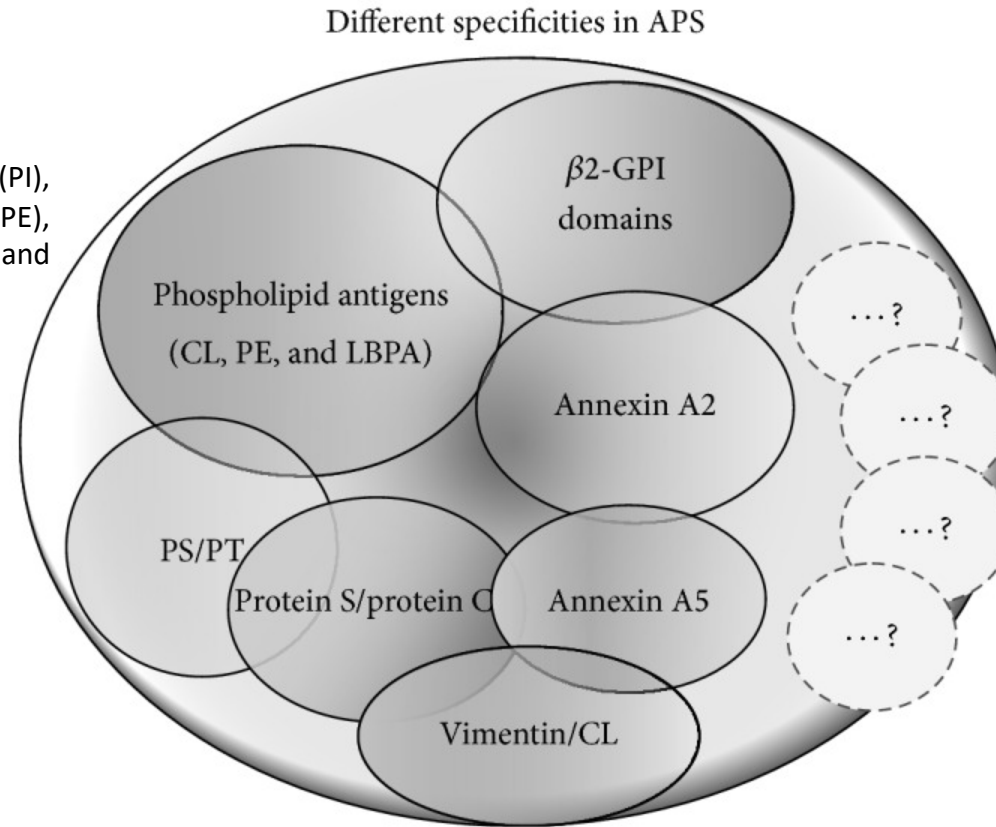 Different specificities in APS
(PI),
PE),
and
β2-GPI
domains
Phospholipid antigens
(CL, PE, and LBPA)
...?
Annexin A2
...?
...?
PS/PT
Protein S/protein C
Annexin A5
...?
Vimentin/CL